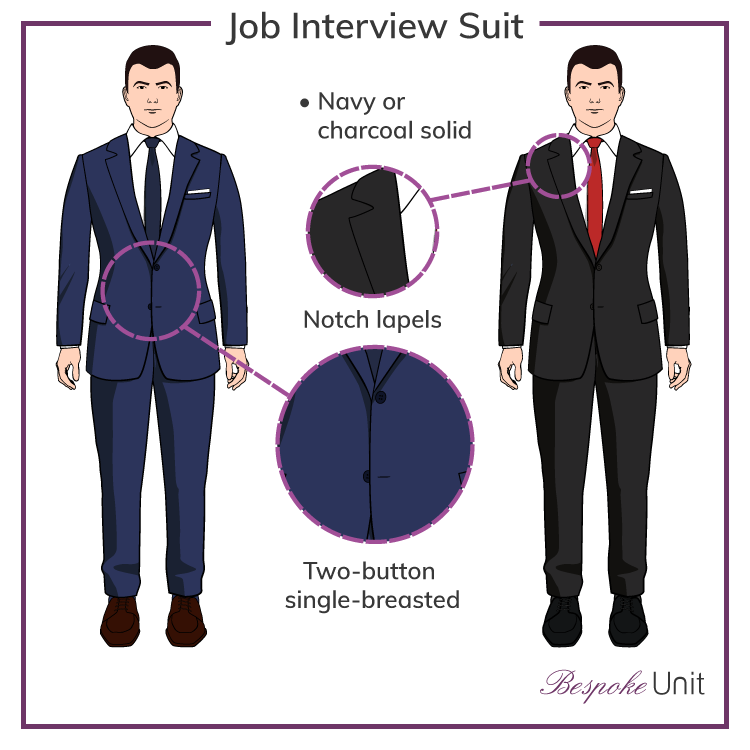 Job Interview Suit
• Navy or
charcoal solid
Notch lapels
Two-button
single-breasted
Bespoke Unit